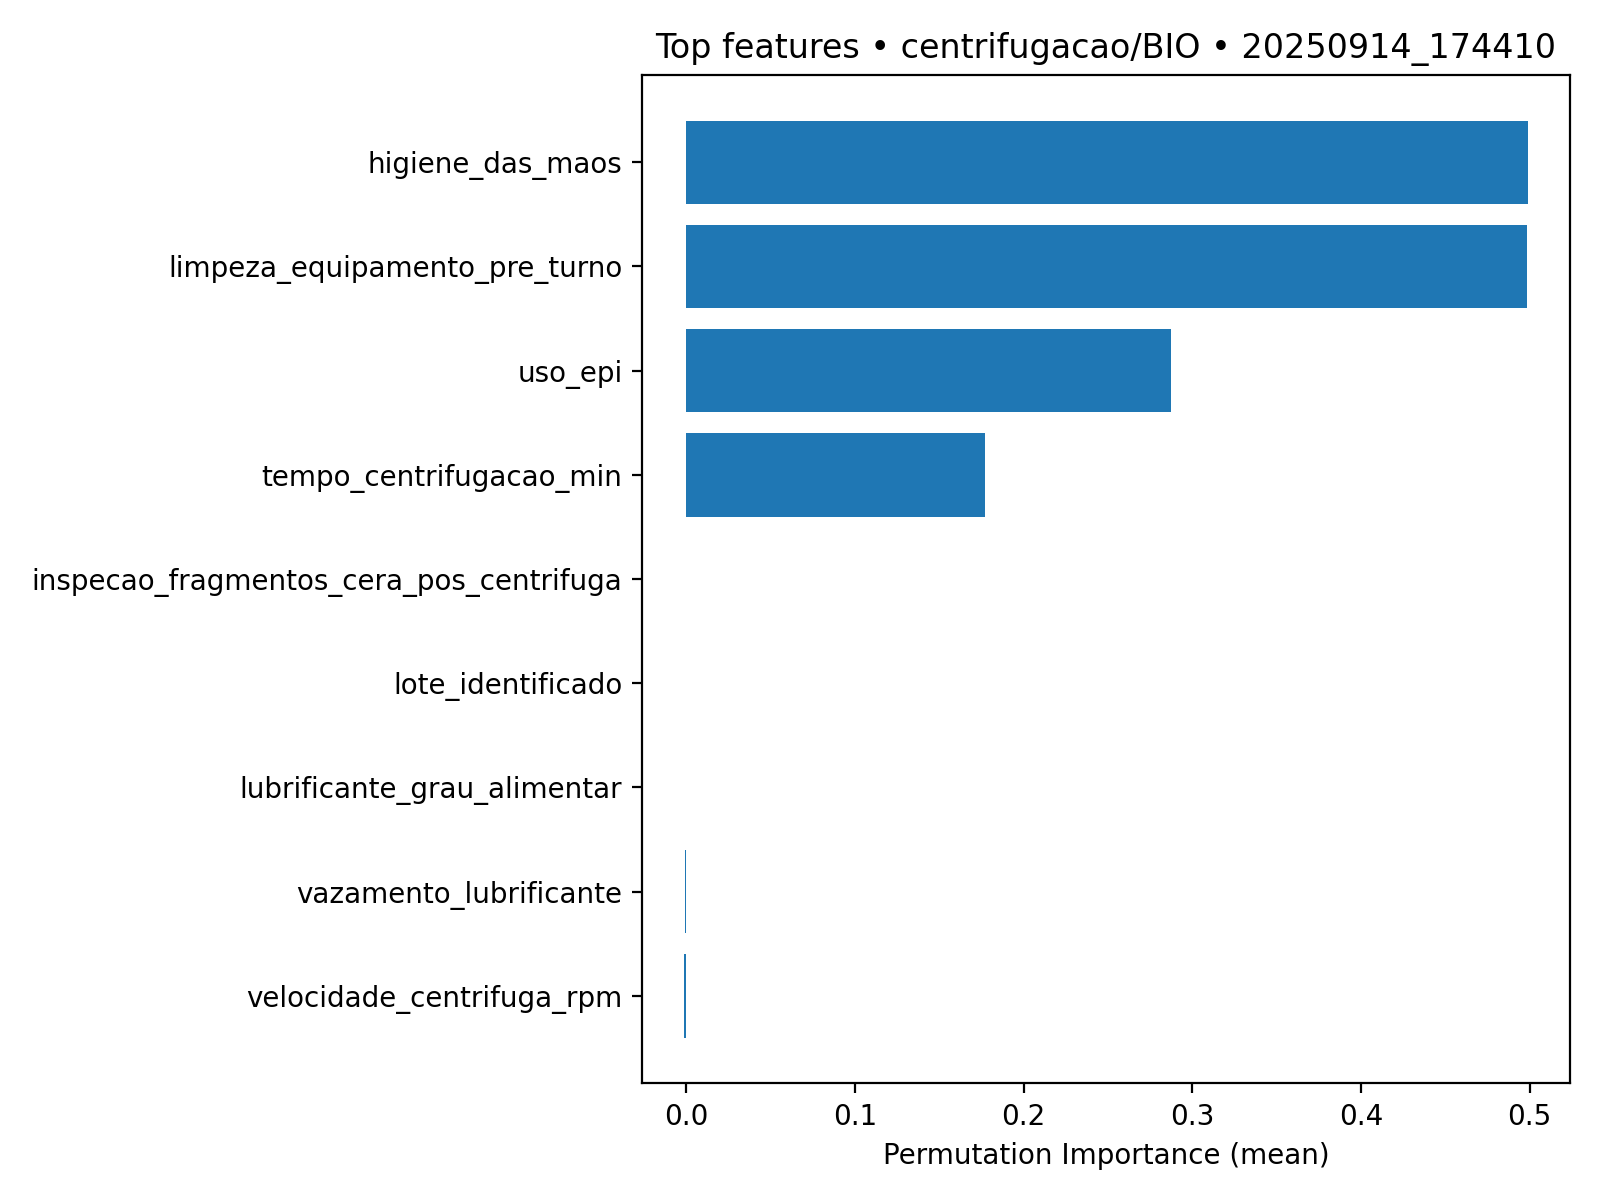 Top features • centrifugacao/BIO • 20250914_174410
higiene_das_maos
limpeza_equipamento_pre_turno
uso_epi
tempo_centrifugacao_min
inspecao_fragmentos_cera_pos_centrifuga
lote_identificado
lubrificante_grau_alimentar
vazamento_lubrificante
velocidade_centrifuga_rpm
0.0 0.1 0.2 0.3 0.4 0.5
Permutation Importance (mean)